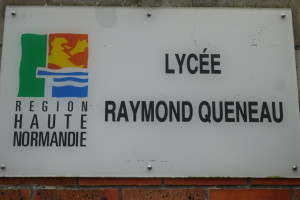 LYCÉE
RAYMOND QUENEAU
REGION
HAUTE
NORMANDIE